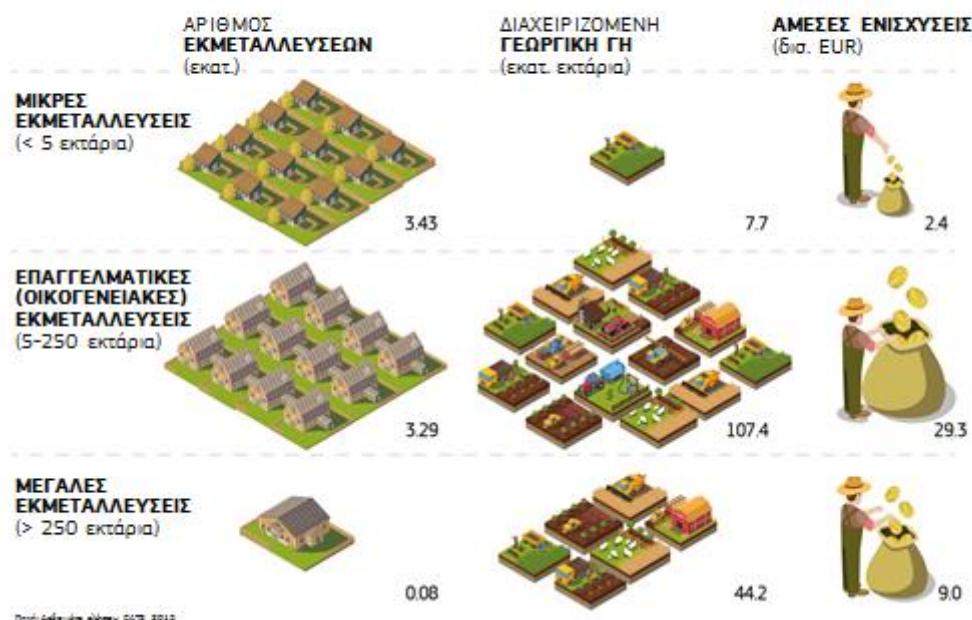 ΑΡΙΘΜΟΣ
ΕΚΜΕΤΑΛΛΕΥΣΕΩΝ
(εκατ.)
ΔΙΑΧΕΙΡΙΖΟΜΕΝΗ
ΓΕΩΡΓΙΚΗ ΓΗ
(εκατ. εκτάρια)
ΑΜΕΣΕΣ ΕΝΙΣΧΥΣΕΙΣ
(δισ. EUR)
ΜΙΚΡΕΣ
ΕΚΜΕΤΑΛΛΕΥΣΕΙΣ
(< 5 εκτάρια)
3.43
7.7
2.4
ΕΠΑΓΓΕΛΜΑΤΙΚΕΣ
(ΟΙΚΟΓΕΝΕΙΑΚΕΣ)
ΕΚΜΕΤΑΛΛΕΥΣΕΙΣ
(5-250 εκτάρια)
3.29
107.4
29.3
ΜΕΓΑΛΕΣ
ΕΚΜΕΤΑΛΛΕΥΣΕΙΣ
(> 250 εκτάρια)
0.08
44.2
9.0